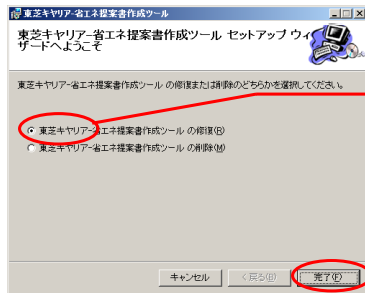 東芝キヤリア-省エネ提案書作成ツール
東芝キヤリア-省エネ提案書作成ツール セットアップ ウィ
ザードへようこそ
東芝キヤリア-省エネ提案書作成ツール の修復または削除のどちらかを選択してください。
東芝キヤリア-省エネ提案書作成ツール の修復(R)
東芝キヤリア-省エネ提案書作成ツール の削除(M)
キャンセル
< 戻る(B)
完了(F)